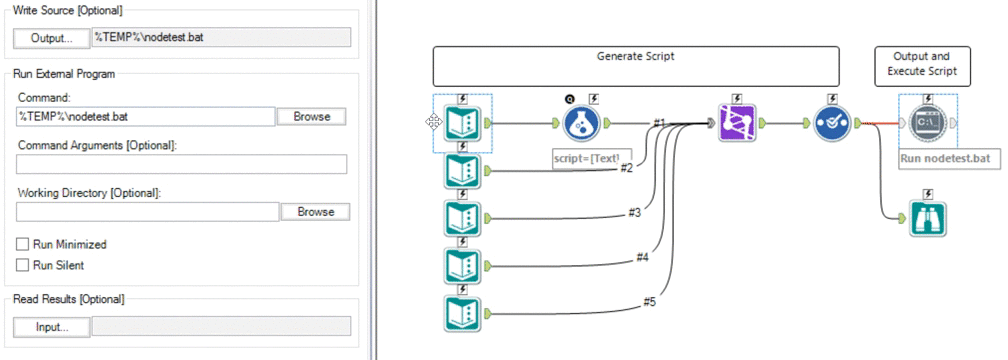 Write Source [Optional]
Output...
%TEMP%\nodetest.bat
Run External Program
Command:
%TEMP%\nodetest.bat
Browse
Command Arguments [Optional]:
Working Directory [Optional]:
Browse
Run Minimized
Run Silent
Read Results [Optional]
Input...
Generate Script
Output and
Execute Script
Q
#1
script=[Text]
#2
#3
#4
#5
C:\...
Run nodetest.bat